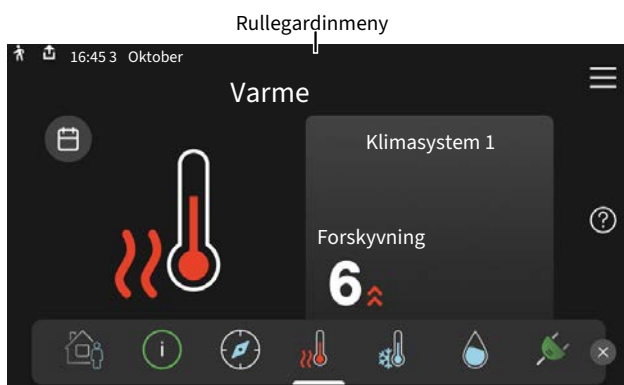 Rullegardinmeny
16:45 3 Oktober
Varme
Klimasystem 1
Forskyvning
6